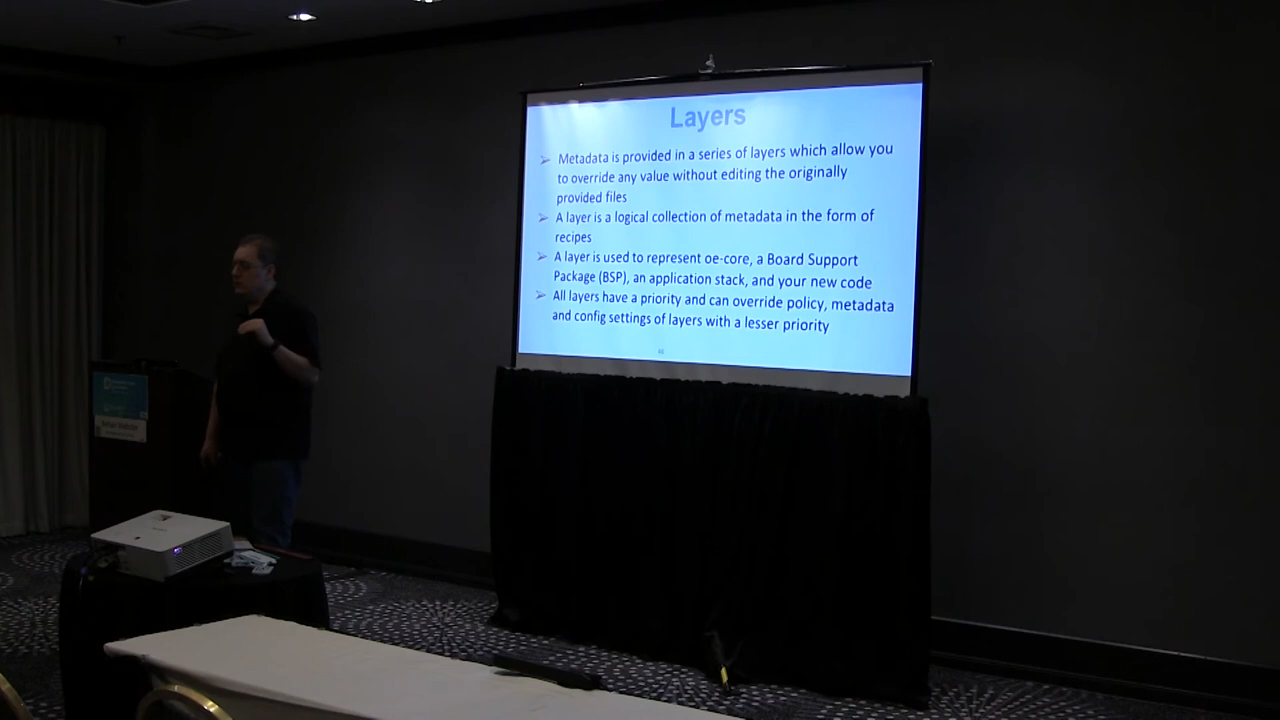 Layers
Metadata is provided in a series of layers which allow you
to override any value without editing the originally
provided files
A layer is a logical collection of metadata in the form of
recipes
A layer is used to represent oe-core, a Board Support
Package (BSP), an application stack, and your new code
All layers have a priority and can override policy, metadata
and config settings of layers with a lesser priority